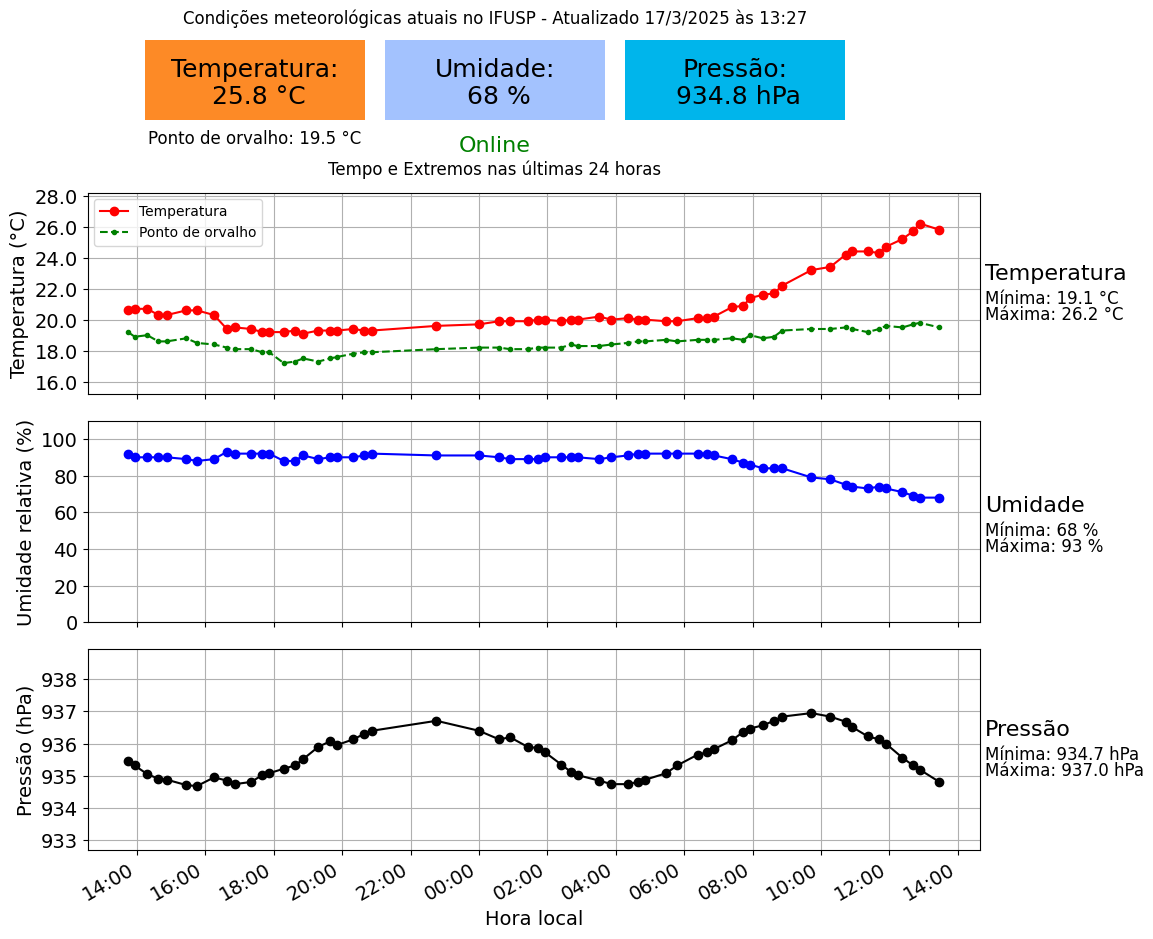 Condições meteorológicas atuais no IFUSP - Atualizado 17/3/2025 às 13:27
Temperatura:
25.8 °C
Umidade:
68 %
Pressão:
934.8 hPa
Ponto de orvalho: 19.5 °C
Online
Tempo e Extremos nas últimas 24 horas
Temperatura (°C)
28.0
26.0
24.0
22.0
20.0
18.0
16.0
Temperatura
Ponto de orvalho
Temperatura
Mínima: 19.1 °C
Máxima: 26.2 °C
Umidade relativa (%)
100
80
60
40
20
0
Umidade
Mínima: 68 %
Máxima: 93 %
Pressão (hPa)
938
937
936
935
934
933
Pressão
Mínima: 934.7 hPa
Máxima: 937.0 hPa
14:00 16:00 18:00 20:00 22:00 00:00 02:00 04:00 06:00 08:00 10:00 12:00 14:00
Hora local